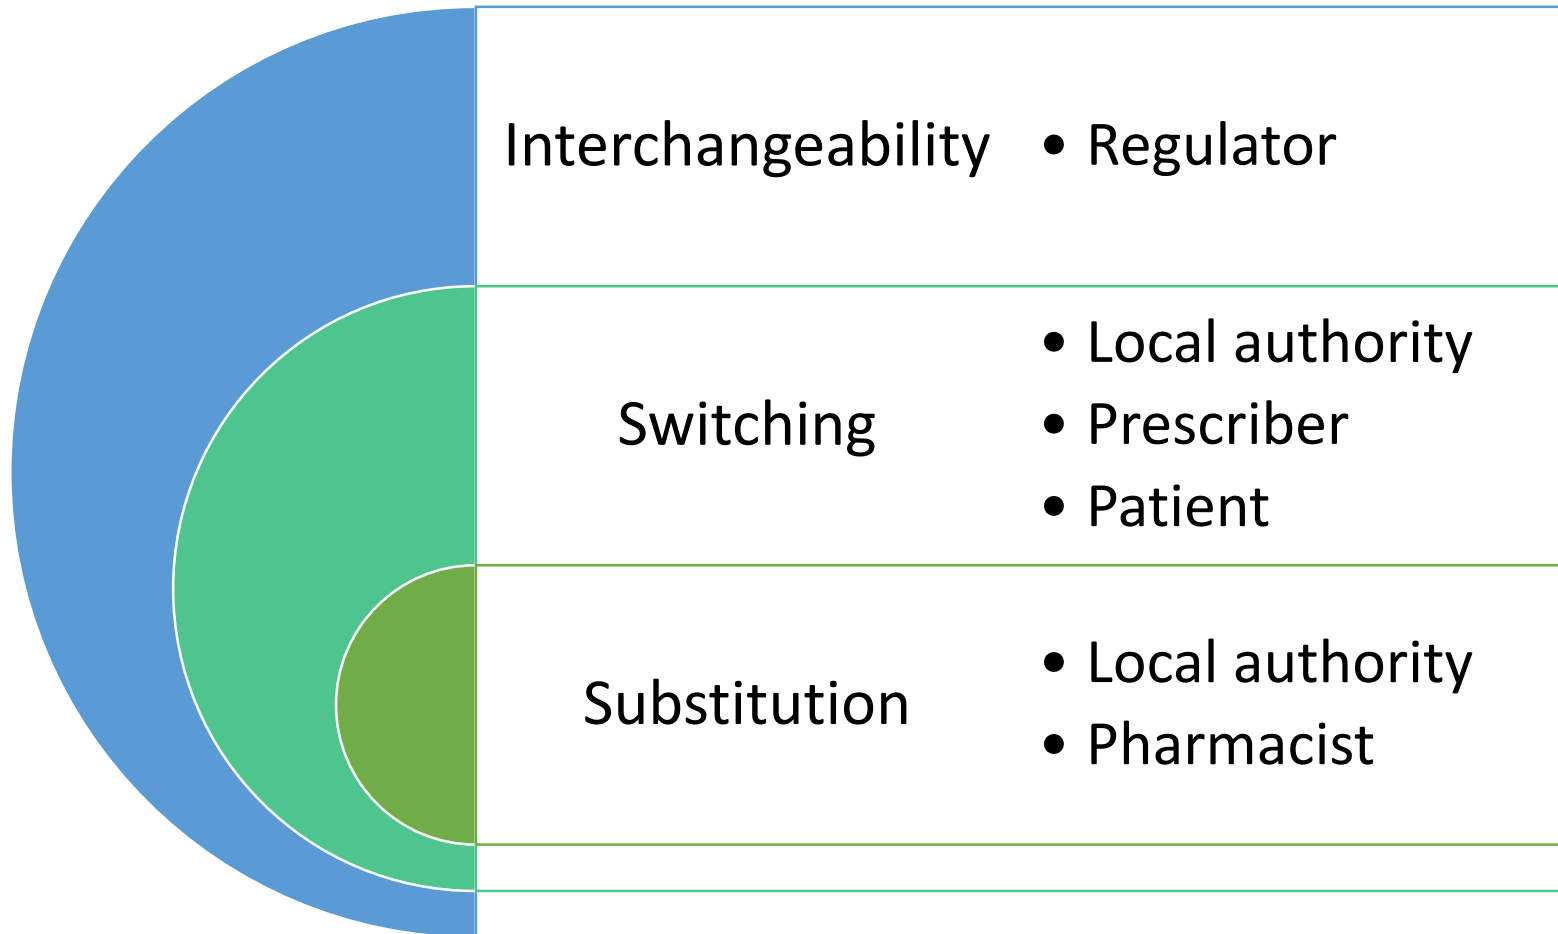 Interchangeability
• Regulator
Switching
• Local authority
• Prescriber
• Patient
Substitution
• Local authority
• Pharmacist